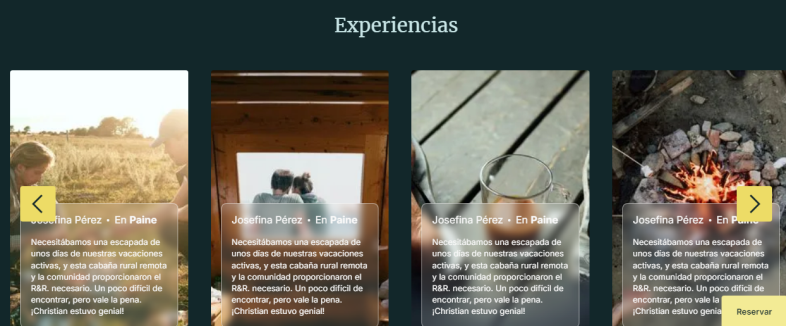 Experiencias
Josefina Pérez • En Paine
Necesitábamos una escapada de
unos días de nuestras vacaciones
activas, y esta cabaña rural remota
y la comunidad proporcionaron el
R&R. necesario. Un poco difícil de
encontrar, pero vale la pena.
¡Christian estuvo genial!
Josefina Pérez • En Paine
Necesitábamos una escapada de
unos días de nuestras vacaciones
activas, y esta cabaña rural remota
y la comunidad proporcionaron el
R&R. necesario. Un poco difícil de
encontrar, pero vale la pena.
¡Christian estuvo genial!
Josefina Pérez • En Paine
Necesitábamos una escapada de
unos días de nuestras vacaciones
activas, y esta cabaña rural remota
y la comunidad proporcionaron el
R&R. necesario. Un poco difícil de
encontrar, pero vale la pena.
¡Christian estuvo genial!
Josefina Pérez • En Paine
Necesitábamos una escapada de
unos días de nuestras vacaciones
activas, y esta cabaña rural remota
y la comunidad proporcionaron el
R&R. necesario. Un poco difícil de
encontrar, pero vale la
¡Christian estuvo genia
Reservar